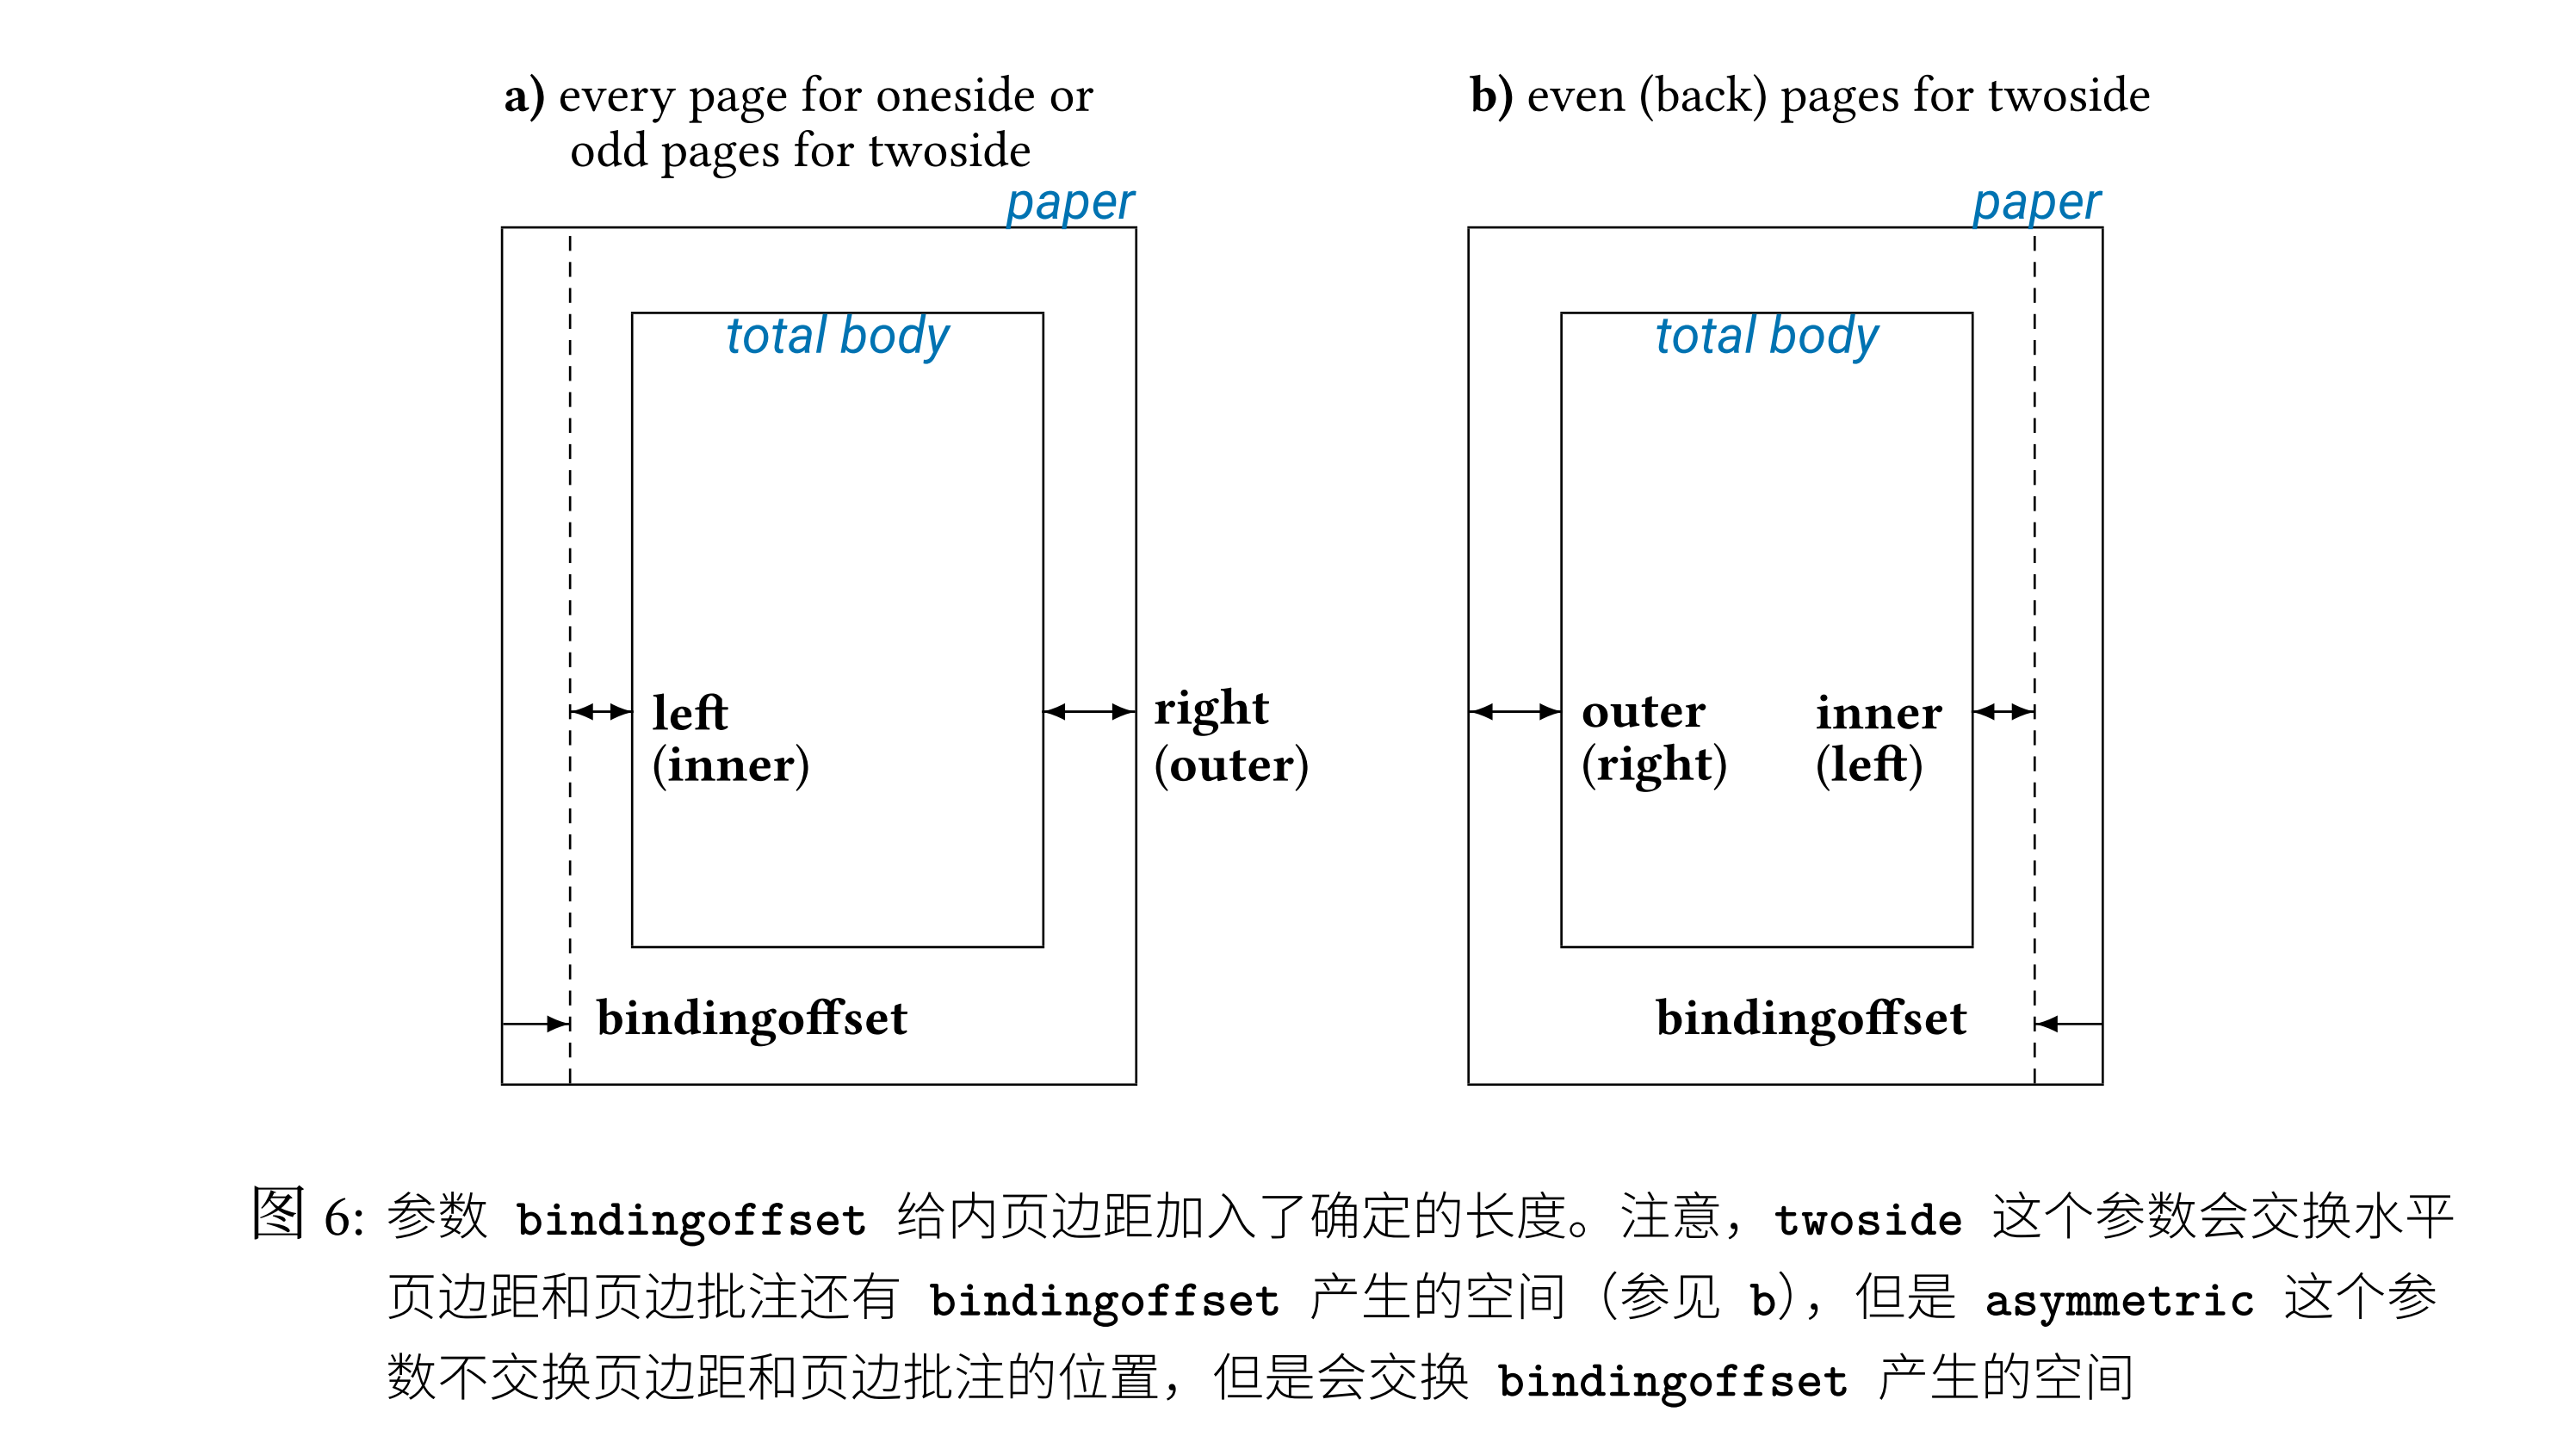 a) every page for oneside or
odd pages for twoside
paper
total body
left
(inner)
right
(outer)
bindingoffset
b) even (back) pages for twoside
paper
total body
outer
(right)
inner
(left)
bindingoffset
图 6: 参数 bindingoffset 给内页边距加入了确定的长度。注意，twoside 这个参数会交换水平
页边距和页边批注还有 bindingoffset 产生的空间（参见 b），但是 asymmetric 这个参
数不交换页边距和页边批注的位置，但是会交换 bindingoffset 产生的空间